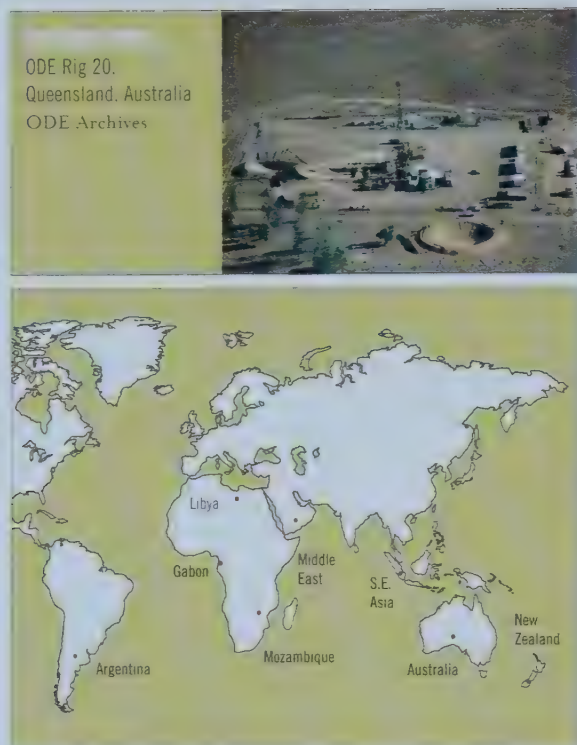 ODE Rig 20.
Queensland. Australia
ODE Archives
Libya
Gabon
Middle
East
S.E.
Asia
Mozambique
Argentina
Australia
New
Zealand